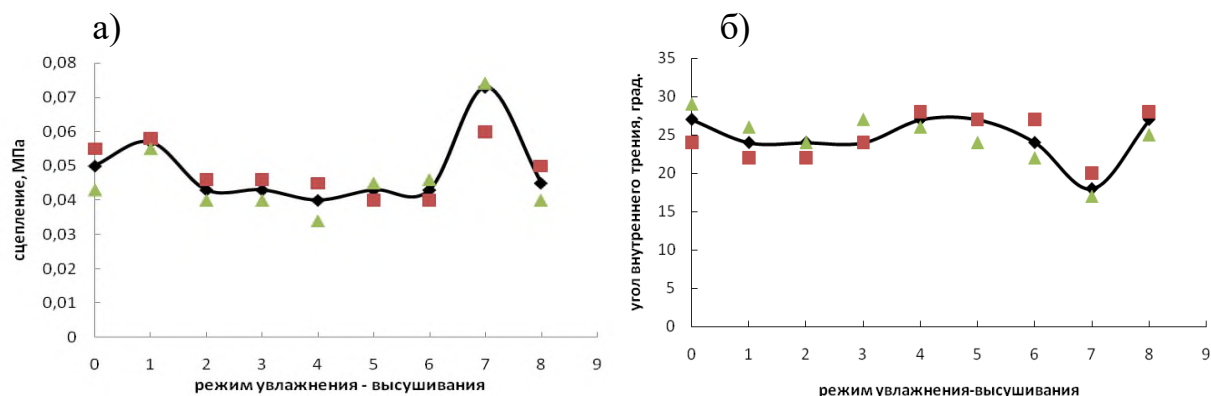 а)
сцепление, МПа
0,08
0,07
0,06
0,05
0,04
0,03
0,02
0,01
0
0 1 2 3 4 5 6 7 8 9
режим увлажнения - высушивания
б)
угол внутреннего трения, град.
35
30
25
20
15
10
5
0
0 1 2 3 4 5 6 7 8 9
режим увлажнения-высушивания